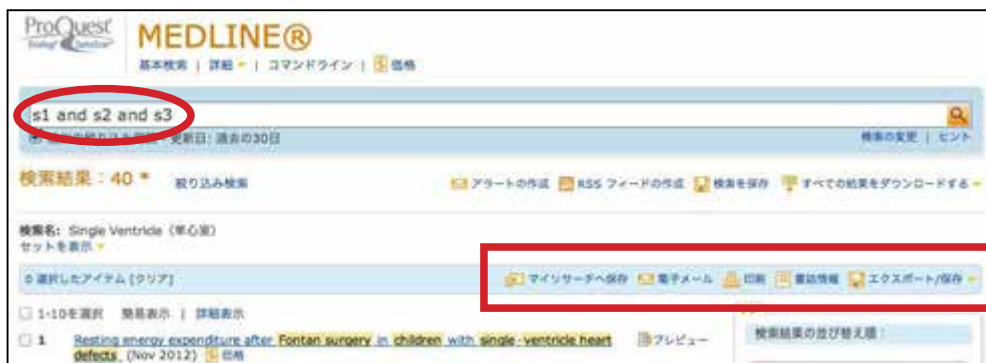 ProQuest
MEDLINE®
基本検索 | 詳細 | コマンドライン | 価格
s1 and s2 and s3
更新日: 過去の30日
検索の変更 | ヒント
検索結果：40 * 絞り込み検索 アラートの作成 RSS フィードの作成 検索を保存 すべての結果をダウンロードする
検索名: Single Ventricle（単心室）
セットを表示
0 選択したアイテム [クリア] マイリサーチへ保存 電子メール 印刷 書誌情報 エクスポート/保存
1-10を選択 簡易表示 | 詳細表示
検索結果の並び替え順：
1 Resting energy expenditure after Fontan surgery in children with single-ventricle heart プレビュー
defects. (Nov 2012) 価格